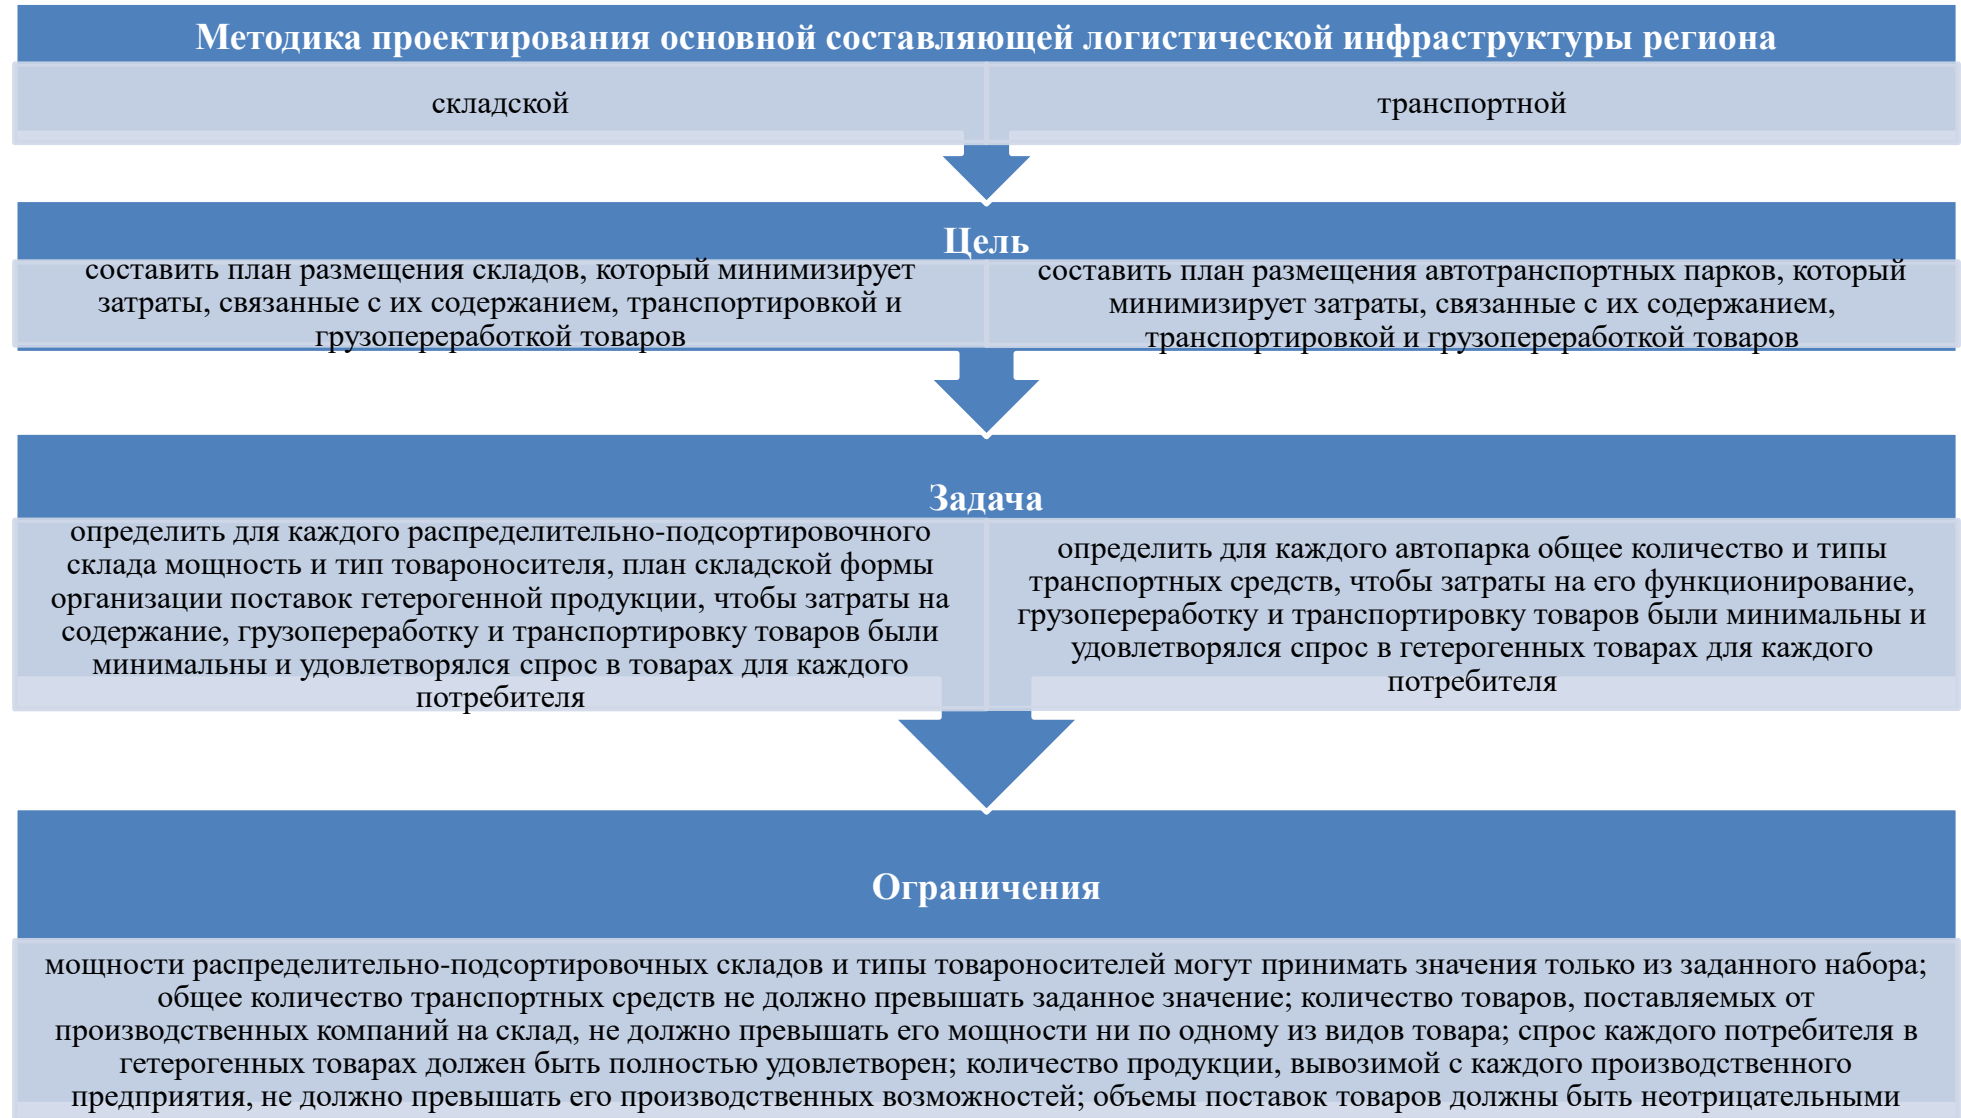 Методика проектирования основной составляющей логистической инфраструктуры региона
складской
транспортной
Цель
составить план размещения складов, который минимизирует
затраты, связанные с их содержанием, транспортировкой и
грузопереработкой товаров
составить план размещения автотранспортных парков, который
минимизирует затраты, связанные с их содержанием,
транспортировкой и грузопереработкой товаров
Задача
определить для каждого распределительно-подсортировочного
склада мощность и тип товароносителя, план складской формы
организации поставок гетерогенной продукции, чтобы затраты на
содержание, грузопереработку и транспортировку товаров были
минимальны и удовлетворялся спрос в товарах для каждого
потребителя
определить для каждого автопарка общее количество и типы
транспортных средств, чтобы затраты на его функционирование,
грузопереработку и транспортировку товаров были минимальны и
удовлетворялся спрос в гетерогенных товарах для каждого
потребителя
Ограничения
мощности распределительно-подсортировочных складов и типы товароносителей могут принимать значения только из заданного набора;
общее количество транспортных средств не должно превышать заданное значение; количество товаров, поставляемых от
производственных компаний на склад, не должно превышать его мощности ни по одному из видов товара; спрос каждого потребителя в
гетерогенных товарах должен быть полностью удовлетворен; количество продукции, вывозимой с каждого производственного
предприятия, не должно превышать его производственных возможностей; объемы поставок товаров должны быть неотрицательными